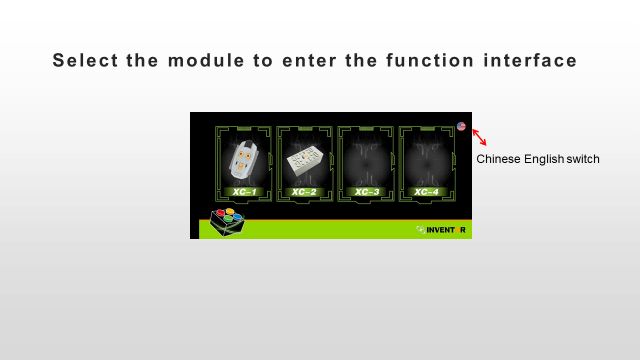 Select the module to enter the function interface
Chinese English switch
XC-1
XC-2
XC-3
XC-4
INVENTOR